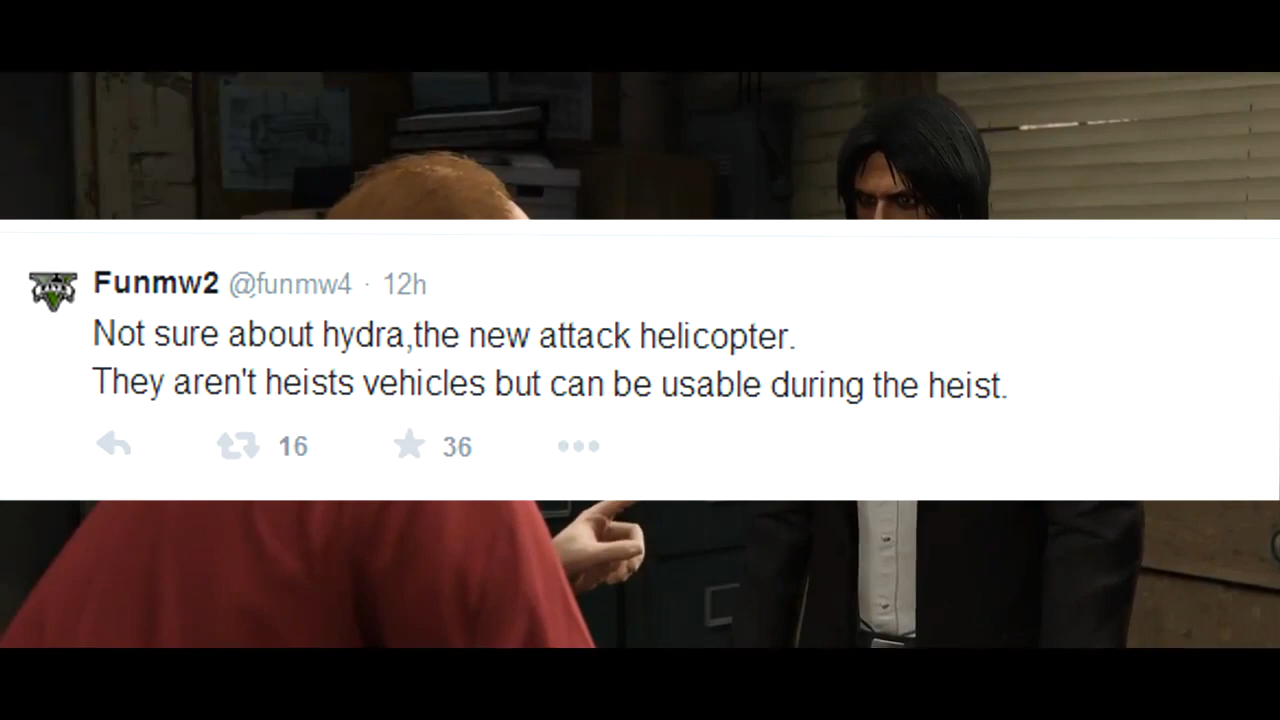 Funmw2 @funmw4 · 12h
Not sure about hydra,the new attack helicopter.
They aren't heists vehicles but can be usable during the heist.
16 36